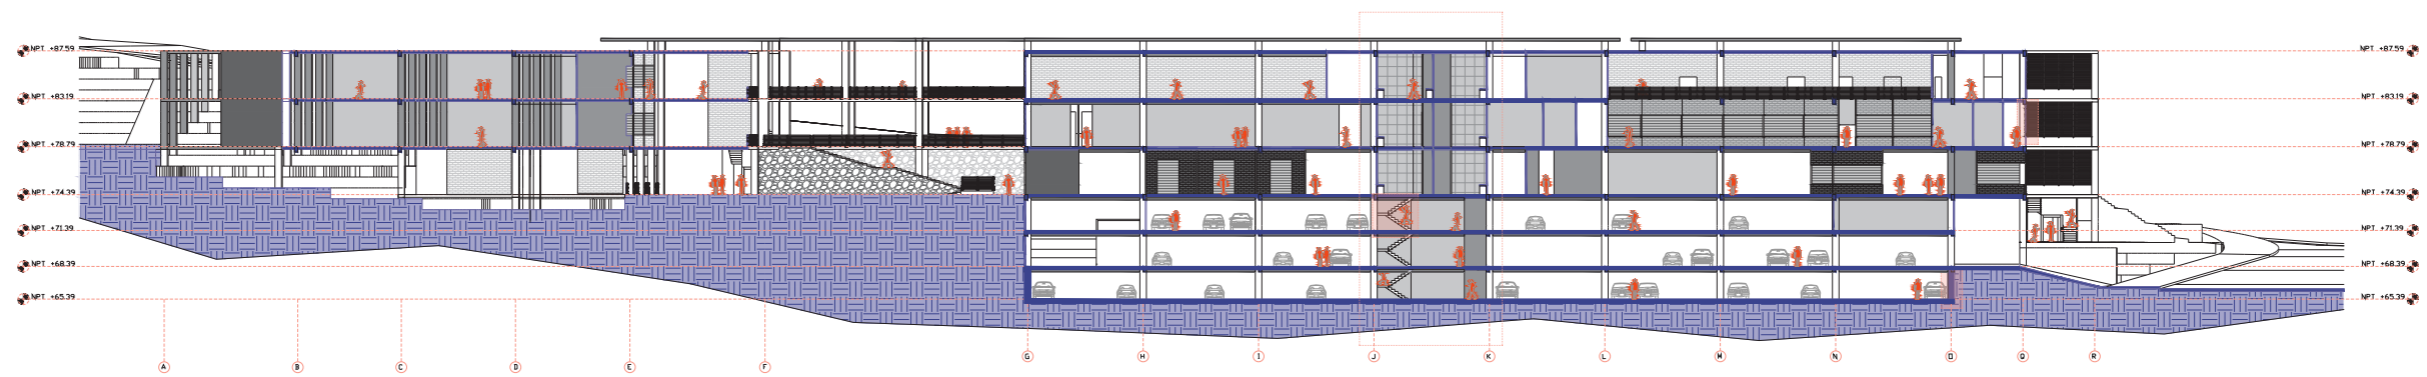 NPT +87.59 NPT +87.59
NPT +83.19 NPT +83.19
NPT +78.79 NPT +78.79
NPT +74.39 NPT +74.39
NPT +71.39 NPT +71.39
NPT +68.39 NPT +68.39
NPT +65.39 NPT +65.39
G H I J K L M N O Q R
A B C D E F